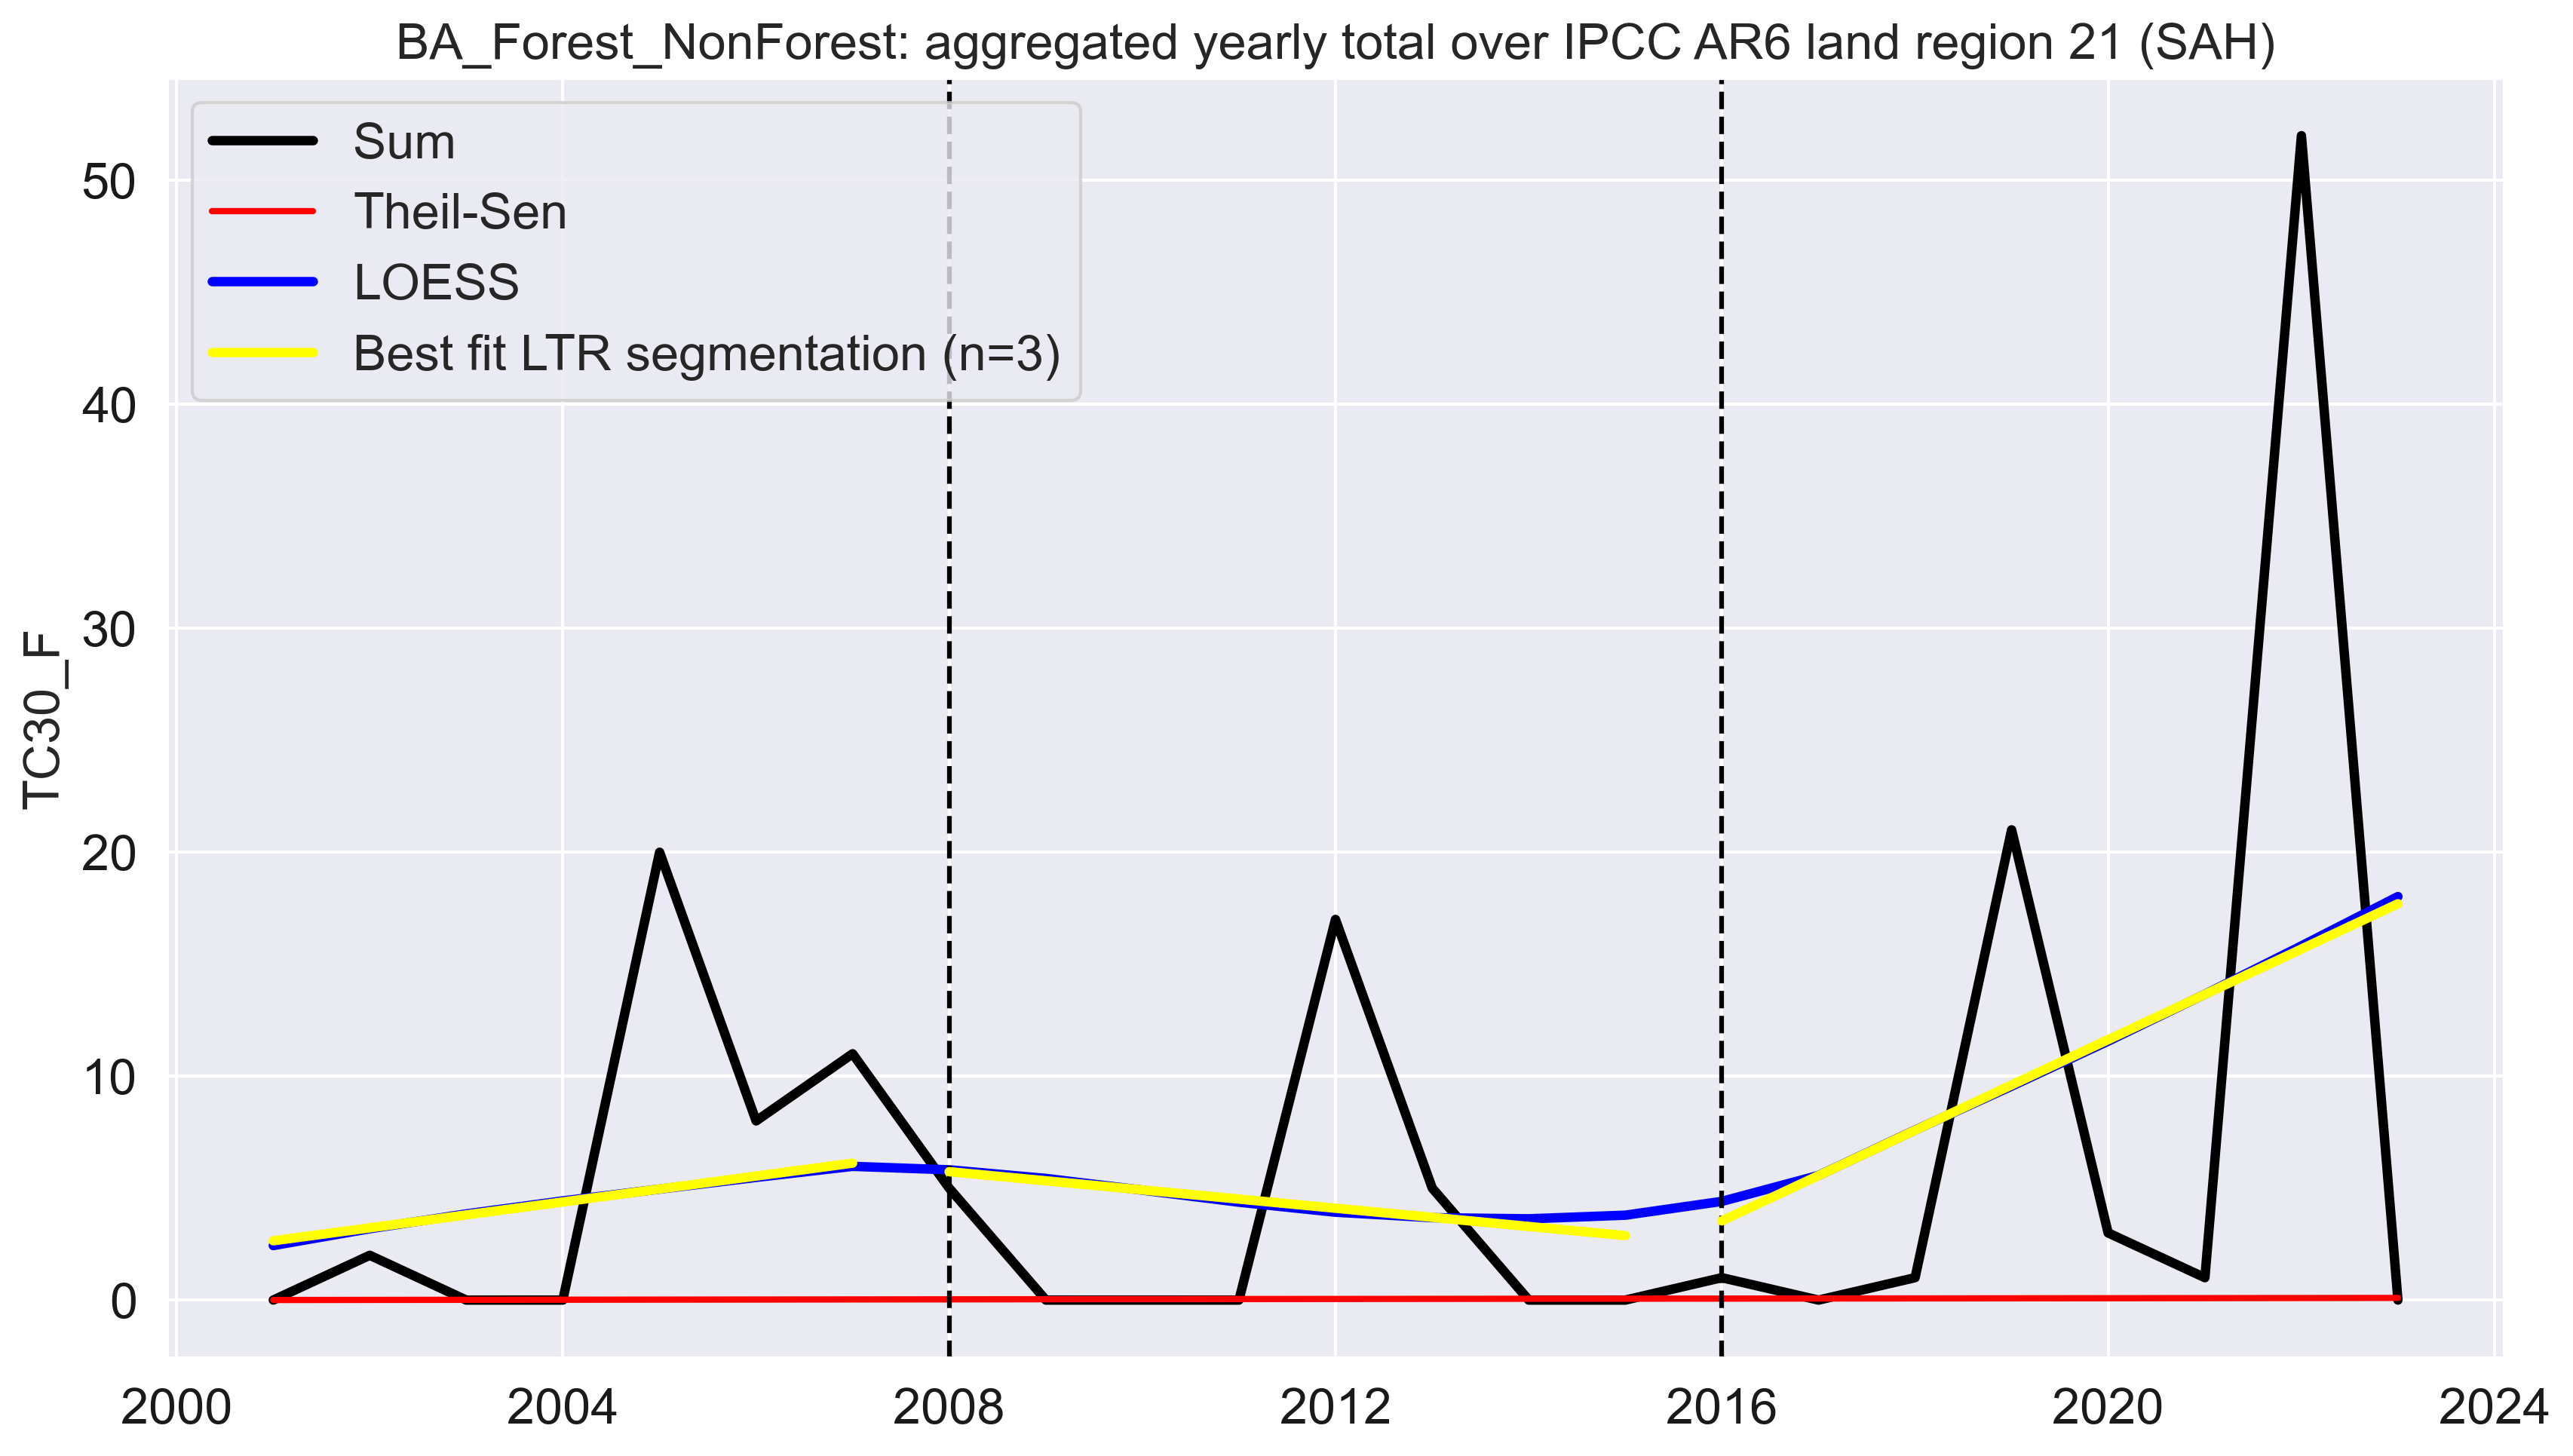 BA_Forest_NonForest: aggregated yearly total over IPCC AR6 land region 21 (SAH)
Sum
Theil-Sen
LOESS
Best fit LTR segmentation (n=3)
TC30_F
50
40
30
20
10
0
2000 2004 2008 2012 2016 2020 2024